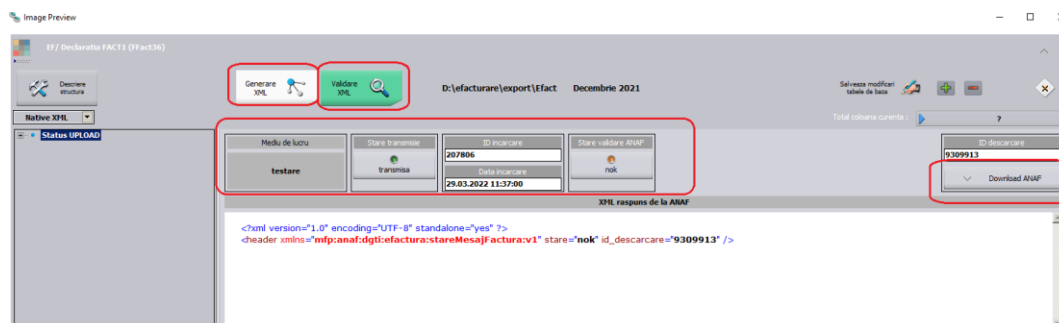 Image Preview
EF/ Declaratia FACT1 (FFact36)
Descriere
structura
Generare
XML
Validare
XML
D:\efacturare\export\Efact Decembrie 2021
Salveaza modificari
tabele de baza
Native XML
Total coloana curenta :
?
Status UPLOAD
Mediu de lucru
testare
Stare transmisie
transmisa
ID incarcare
207806
Data incarcare
29.03.2022 11:37:00
Stare validare ANAF
nok
ID descarcare
9309913
Download ANAF
XML raspuns de la ANAF
<?xml version="1.0" encoding="UTF-8" standalone="yes" ?>
<header xmlns="mfp:anaf:dgti:efactura:stareMesajFactura:v1" stare="nok" id_descarcare="9309913" />